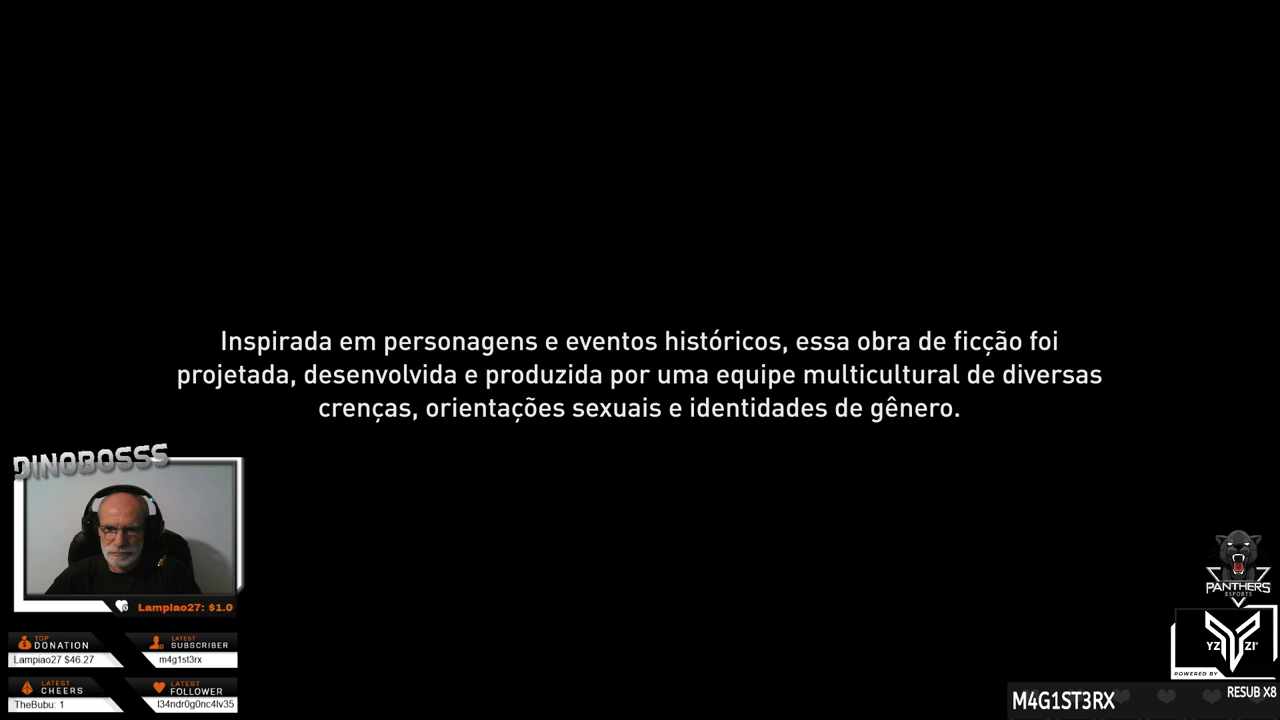 Inspirada em personagens e eventos históricos, essa obra de ficção foi
projetada, desenvolvida e produzida por uma equipe multicultural de diversas
crenças, orientações sexuais e identidades de gênero.
DINOBOSSS
Lampiao27: $1.0
TOP
DONATION
Lampiao27 $46.27
LATEST
SUBSCRIBER
m4g1st3rx
LATEST
CHEERS
TheBubu: 1
LATEST
FOLLOWER
l34ndr0g0nc4lv35
PANTHERS
ESPORTS
YZ ZI'
POWERED BY
M4G1ST3RX
RESUB X8